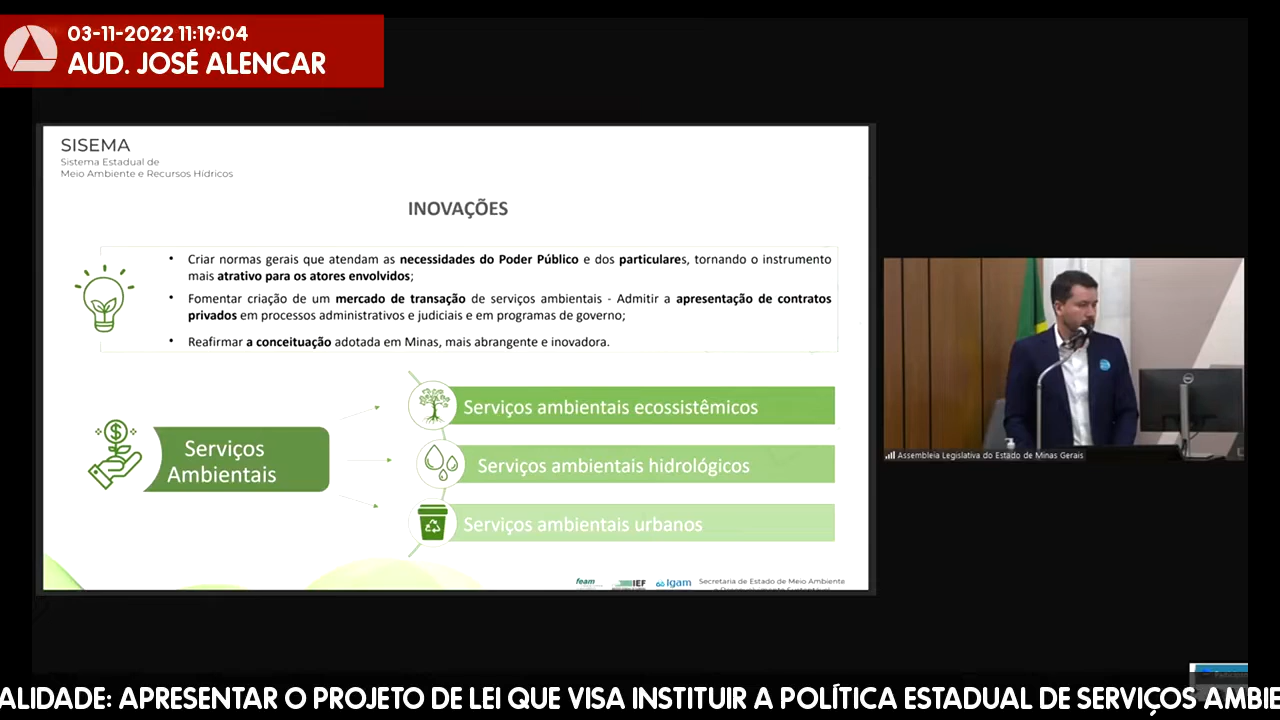 03-11-2022 11:19:04
AUD. JOSÉ ALENCAR
SISEMA
Sistema Estadual de
Meio Ambiente e Recursos Hídricos
INOVAÇÕES
• Criar normas gerais que atendam as necessidades do Poder Público e dos particulares, tornando o instrumento
mais atrativo para os atores envolvidos;
• Fomentar criação de um mercado de transação de serviços ambientais - Admitir a apresentação de contratos
privados em processos administrativos e judiciais e em programas de governo;
• Reafirmar a conceituação adotada em Minas, mais abrangente e inovadora.
Serviços
Ambientais
Serviços ambientais ecossistêmicos
Serviços ambientais hidrológicos
Serviços ambientais urbanos
feam
IEF
Igam
Secretaria de Estado de Meio Ambiente
e Desenvolvimento Sustentável
DELL
Assembleia Legislativa do Estado de Minas Gerais
ALIDADE: APRESENTAR O PROJETO DE LEI QUE VISA INSTITUIR A POLÍTICA ESTADUAL DE SERVIÇOS AMBIE